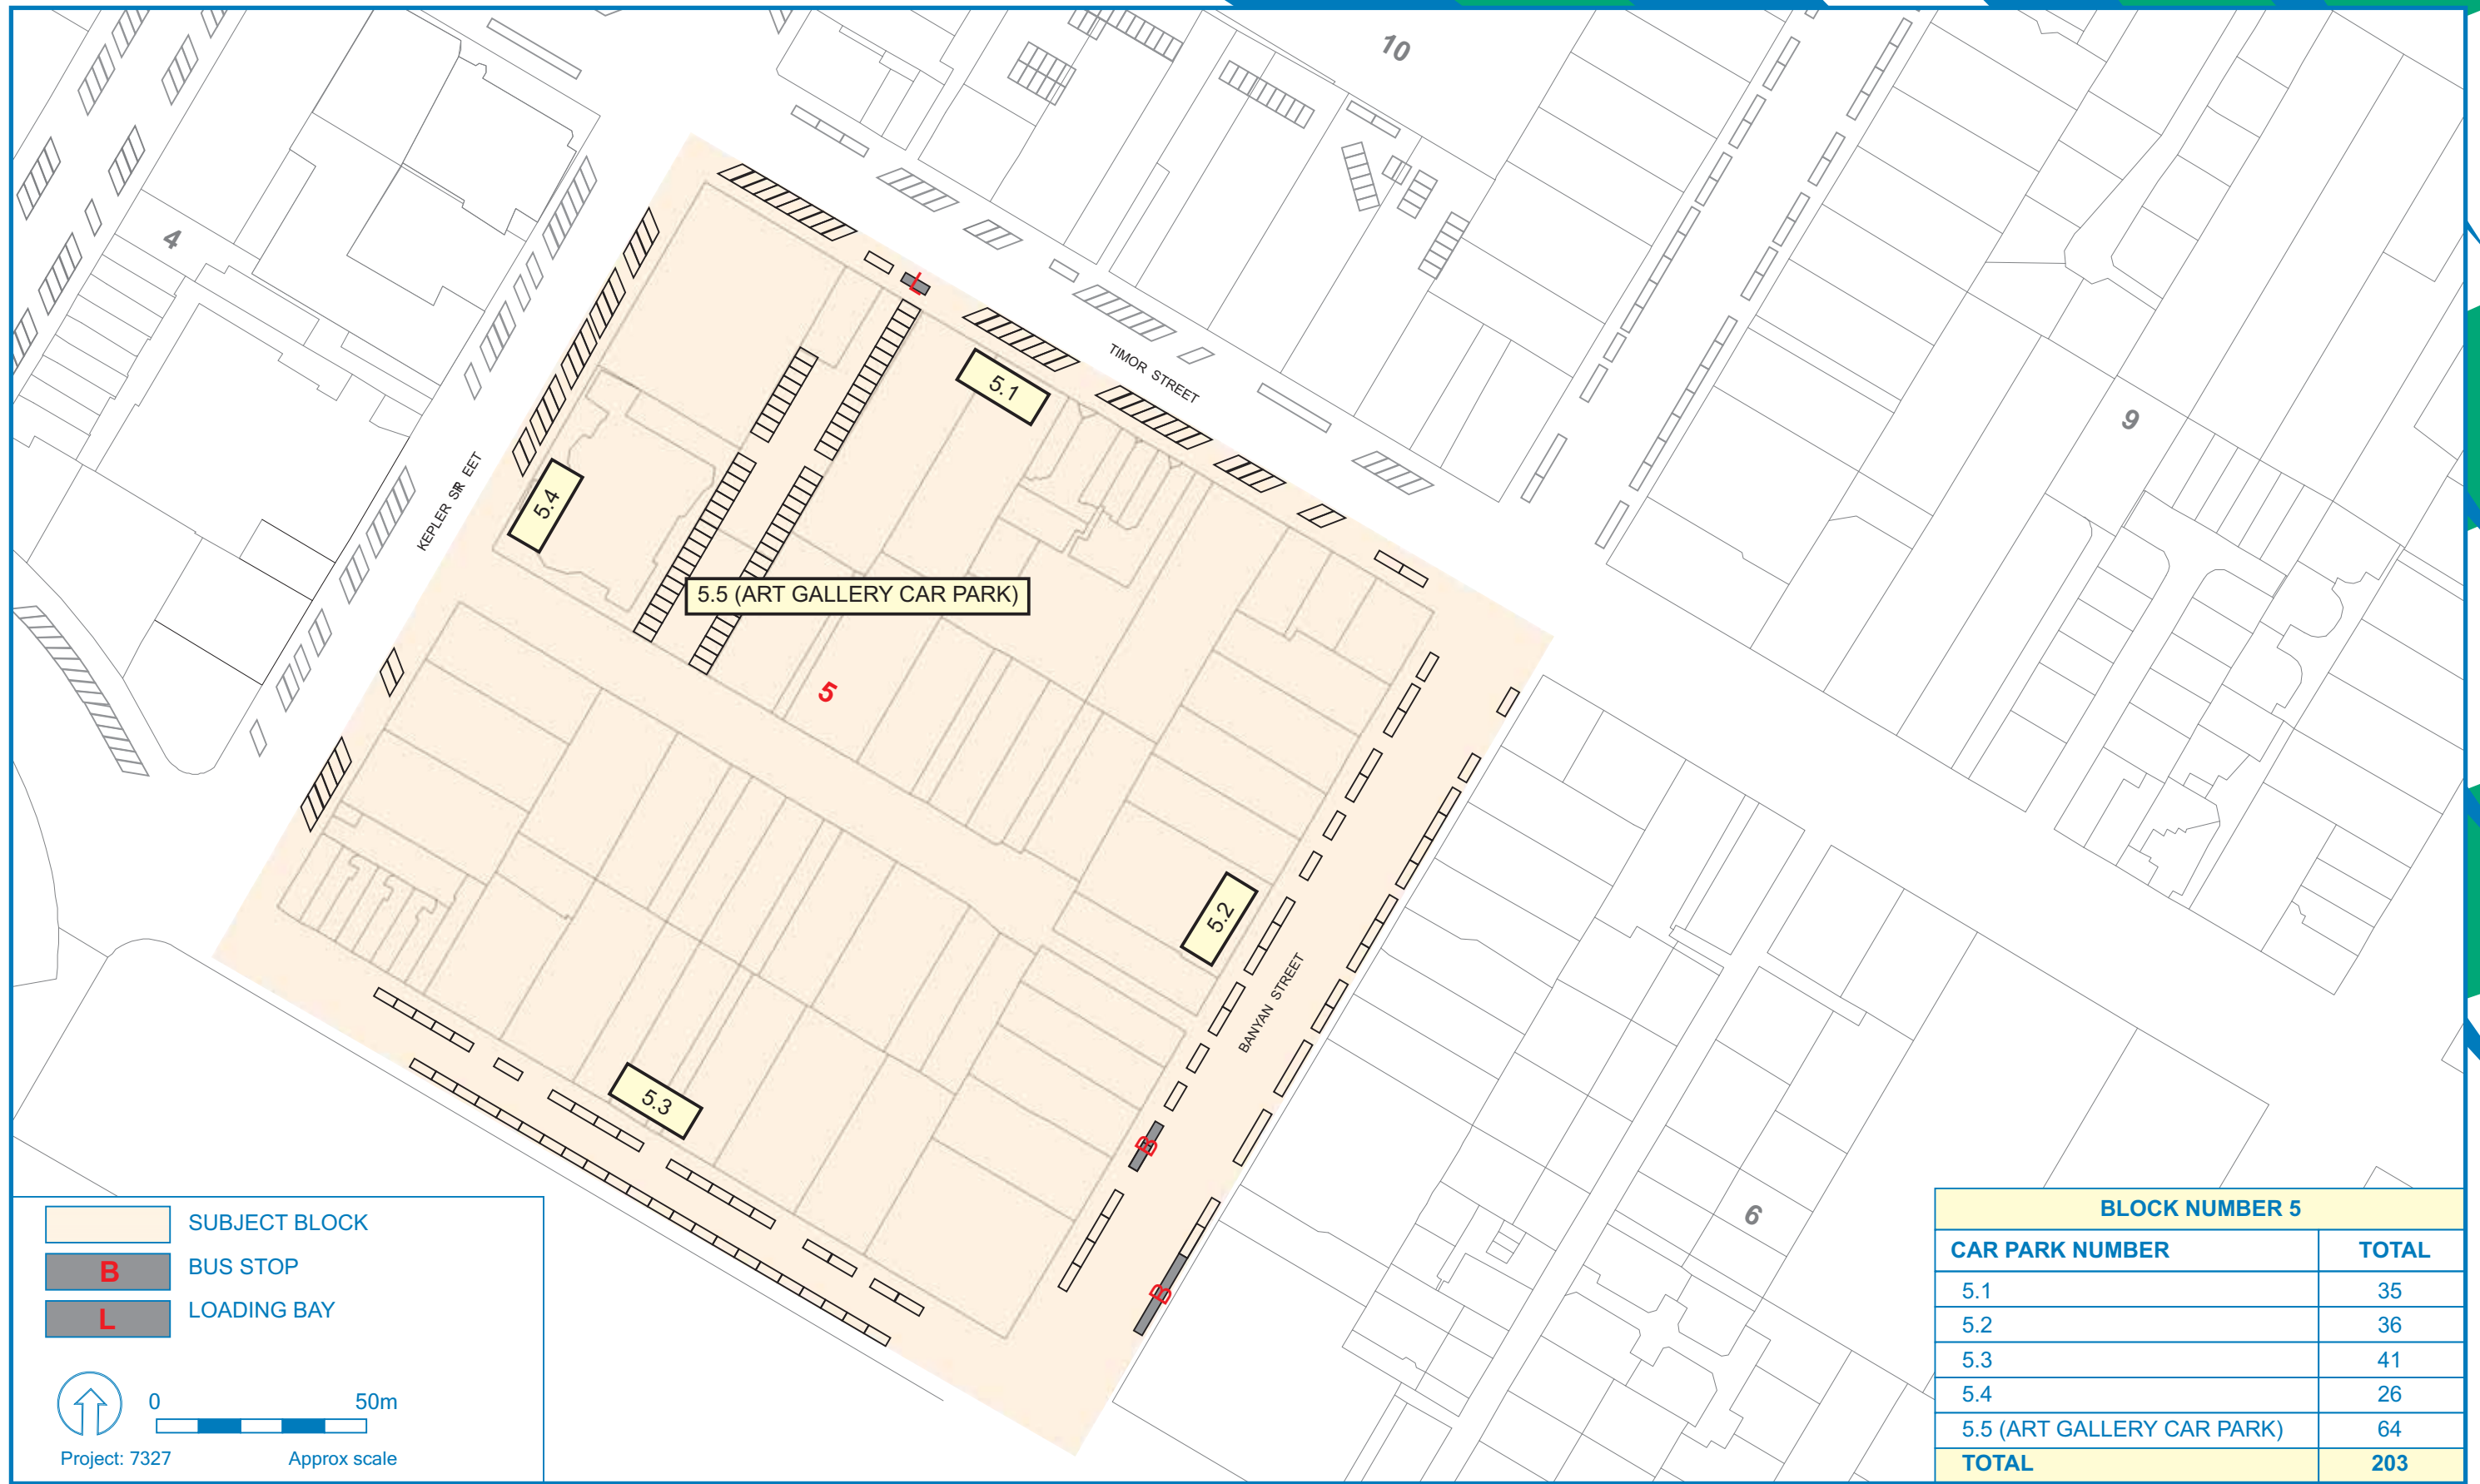 10
4
L
TIMOR STREET
5.1
9
KEPLER STREET
5.4
5.5 (ART GALLERY CAR PARK)
5
5.2
BANYAN STREET
5.3
B
B
6
SUBJECT BLOCK
B BUS STOP
L LOADING BAY
0 50m
Project: 7327 Approx scale
BLOCK NUMBER 5
CAR PARK NUMBER TOTAL
5.1 35
5.2 36
5.3 41
5.4 26
5.5 (ART GALLERY CAR PARK) 64
TOTAL 203